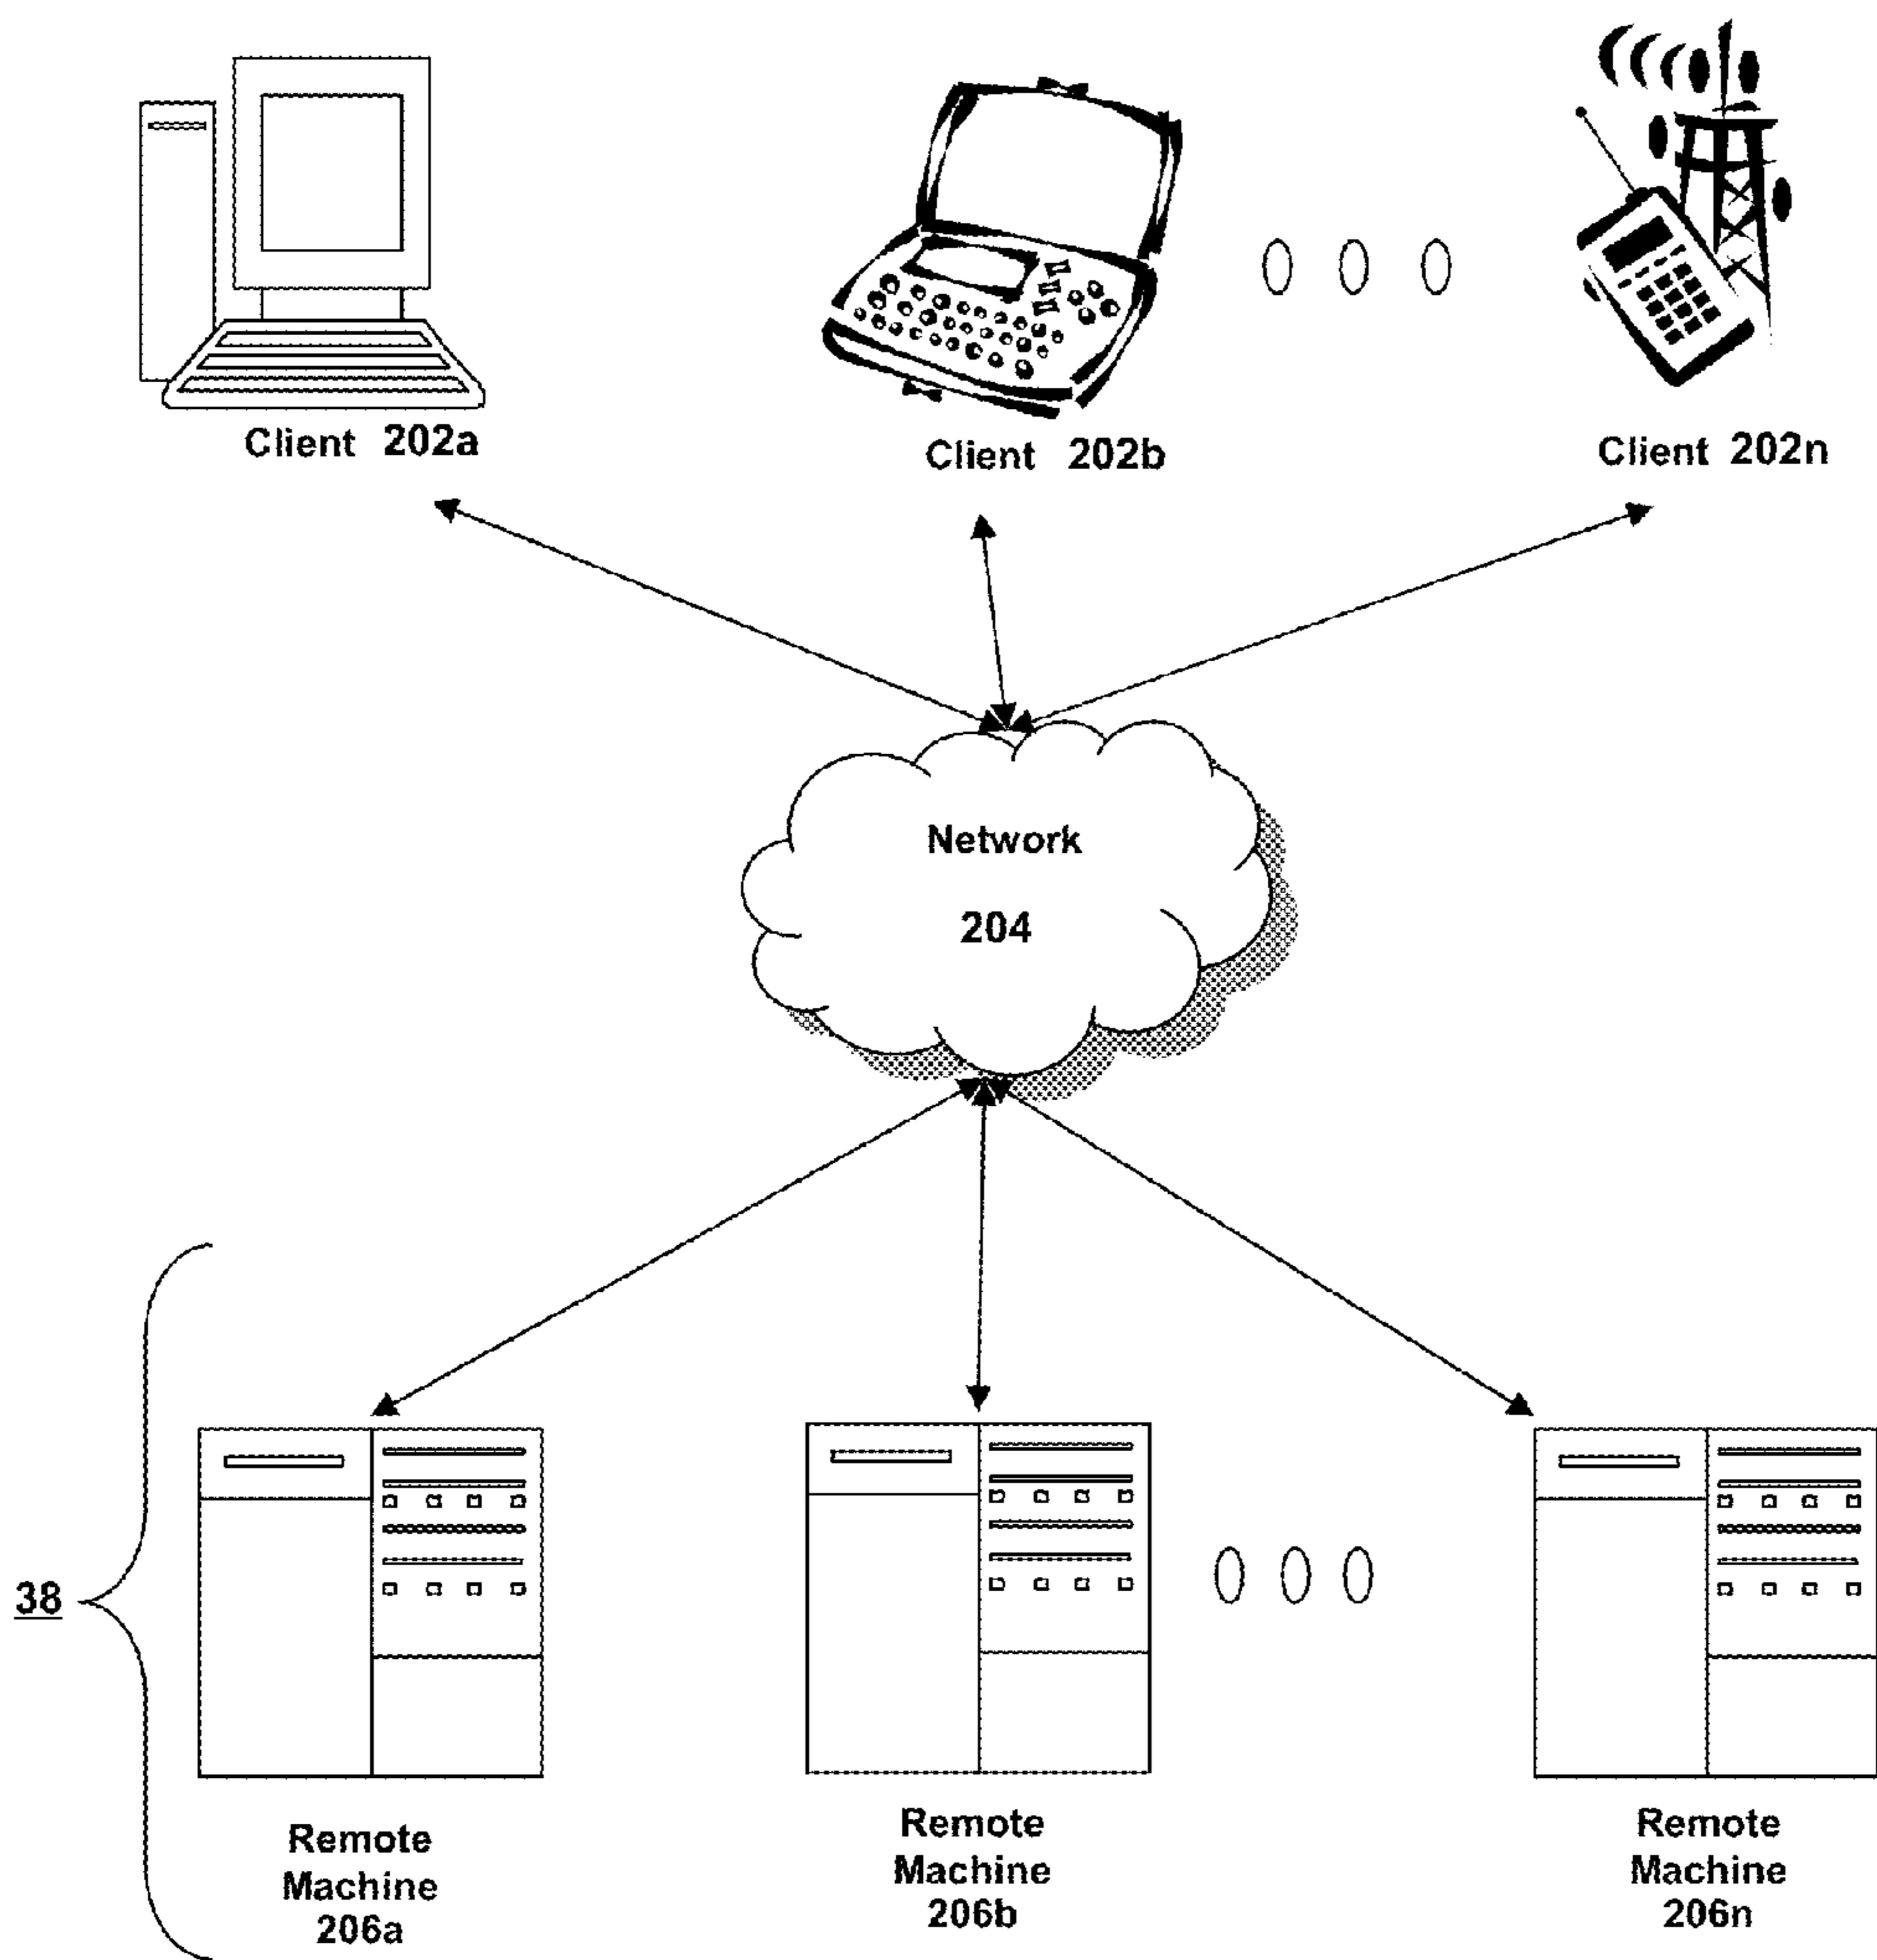 Client 202a
Client 202b
Client 202n
Network
204
38
Remote
Machine
206a
Remote
Machine
206b
Remote
Machine
206n